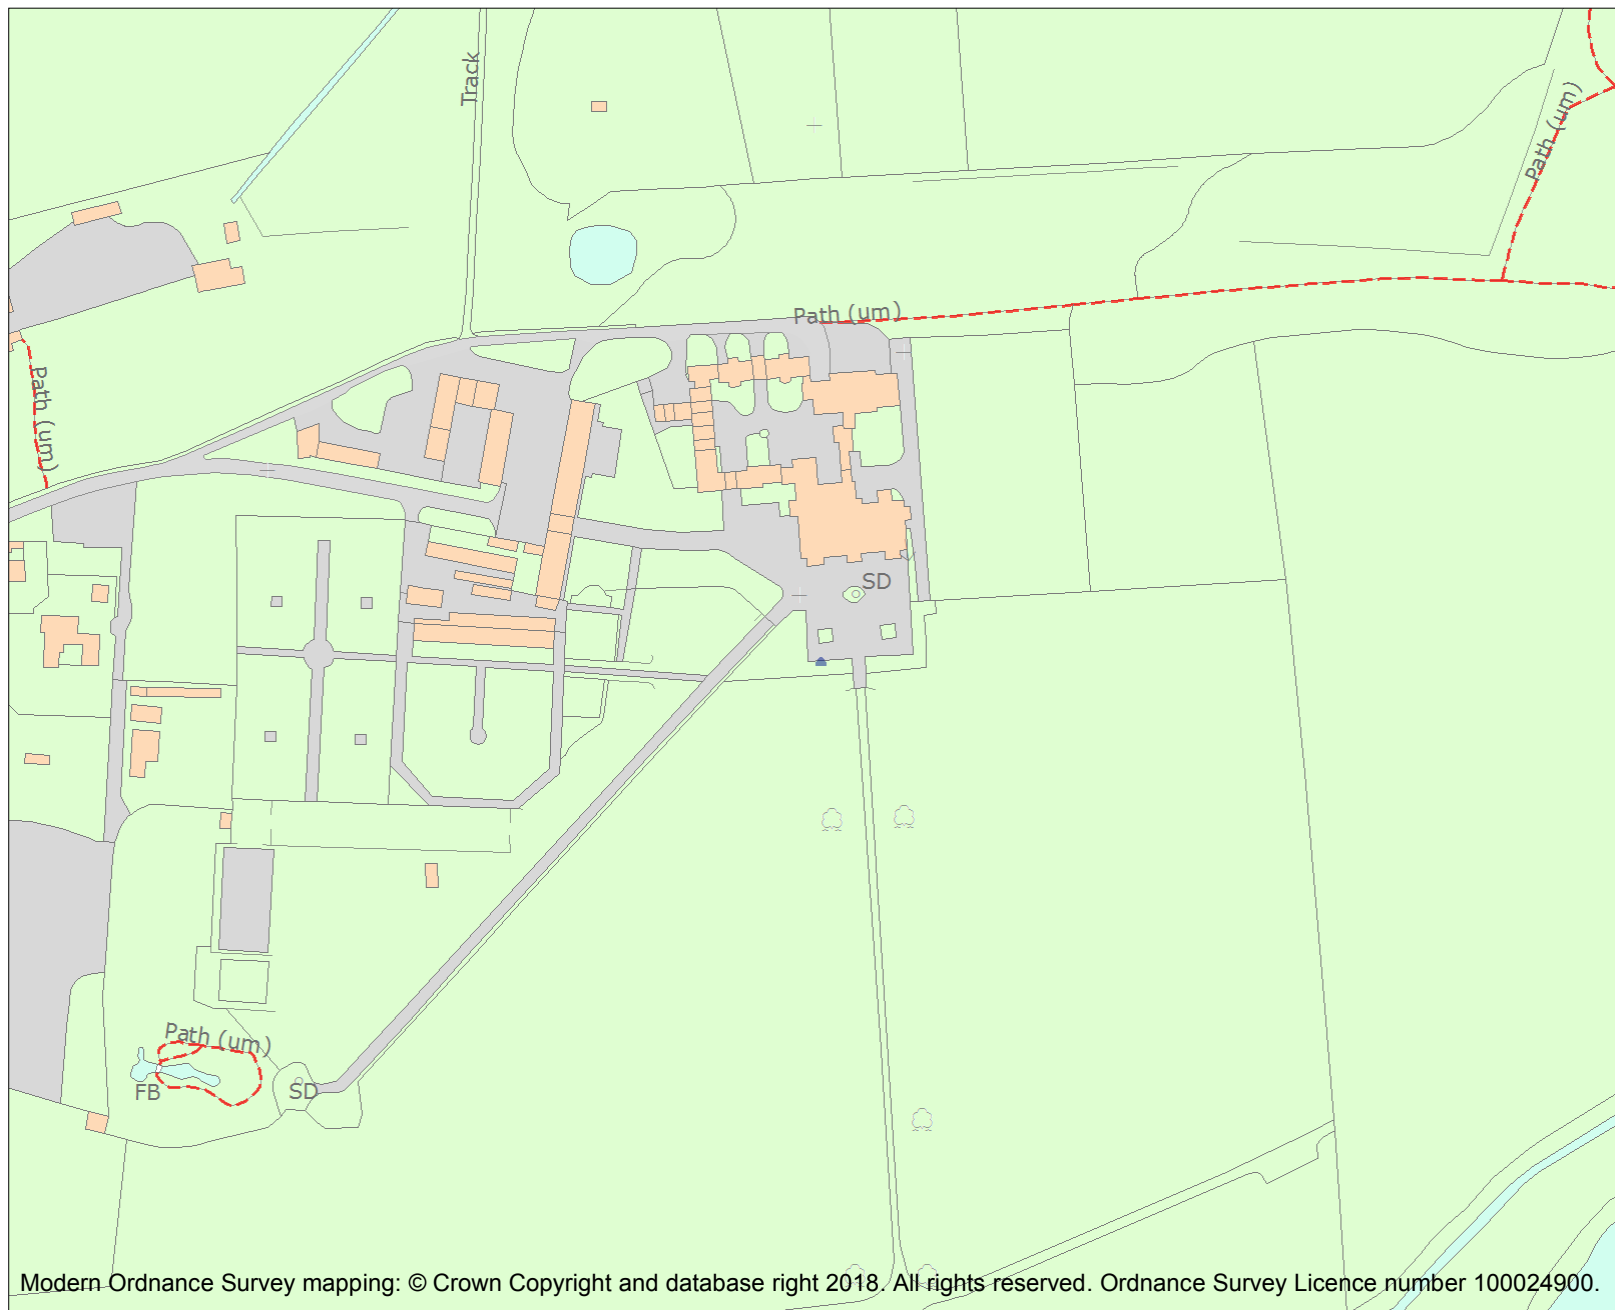 Track
Path (um)
Path (um)
Path (um)
SD
Path (um)
FB
SD
Modern Ordnance Survey mapping: © Crown Copyright and database right 2018. All rights reserved. Ordnance Survey Licence number 100024900.